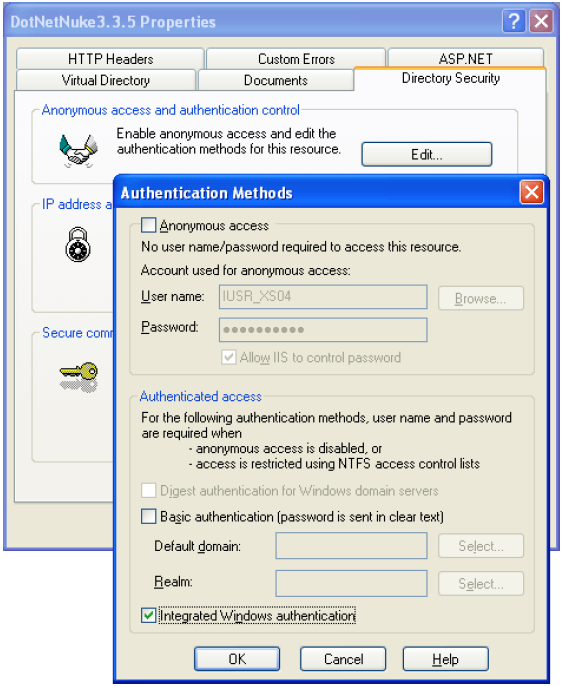 DotNetNuke3.3.5 Properties
HTTP Headers
Custom Errors
ASP.NET
Virtual Directory
Documents
Directory Security
Anonymous access and authentication control
Enable anonymous access and edit the
authentication methods for this resource.
Edit...
IP address a
Secure comm
Authentication Methods
Anonymous access
No user name/password required to access this resource.
Account used for anonymous access:
User name:
IUSR_XS04
Browse...
Password:
Allow IIS to control password
Authenticated access
For the following authentication methods, user name and password
are required when
- anonymous access is disabled, or
- access is restricted using NTFS access control lists
Digest authentication for Windows domain servers
Basic authentication (password is sent in clear text)
Default domain:
Select...
Realm:
Select...
Integrated Windows authentication
OK
Cancel
Help